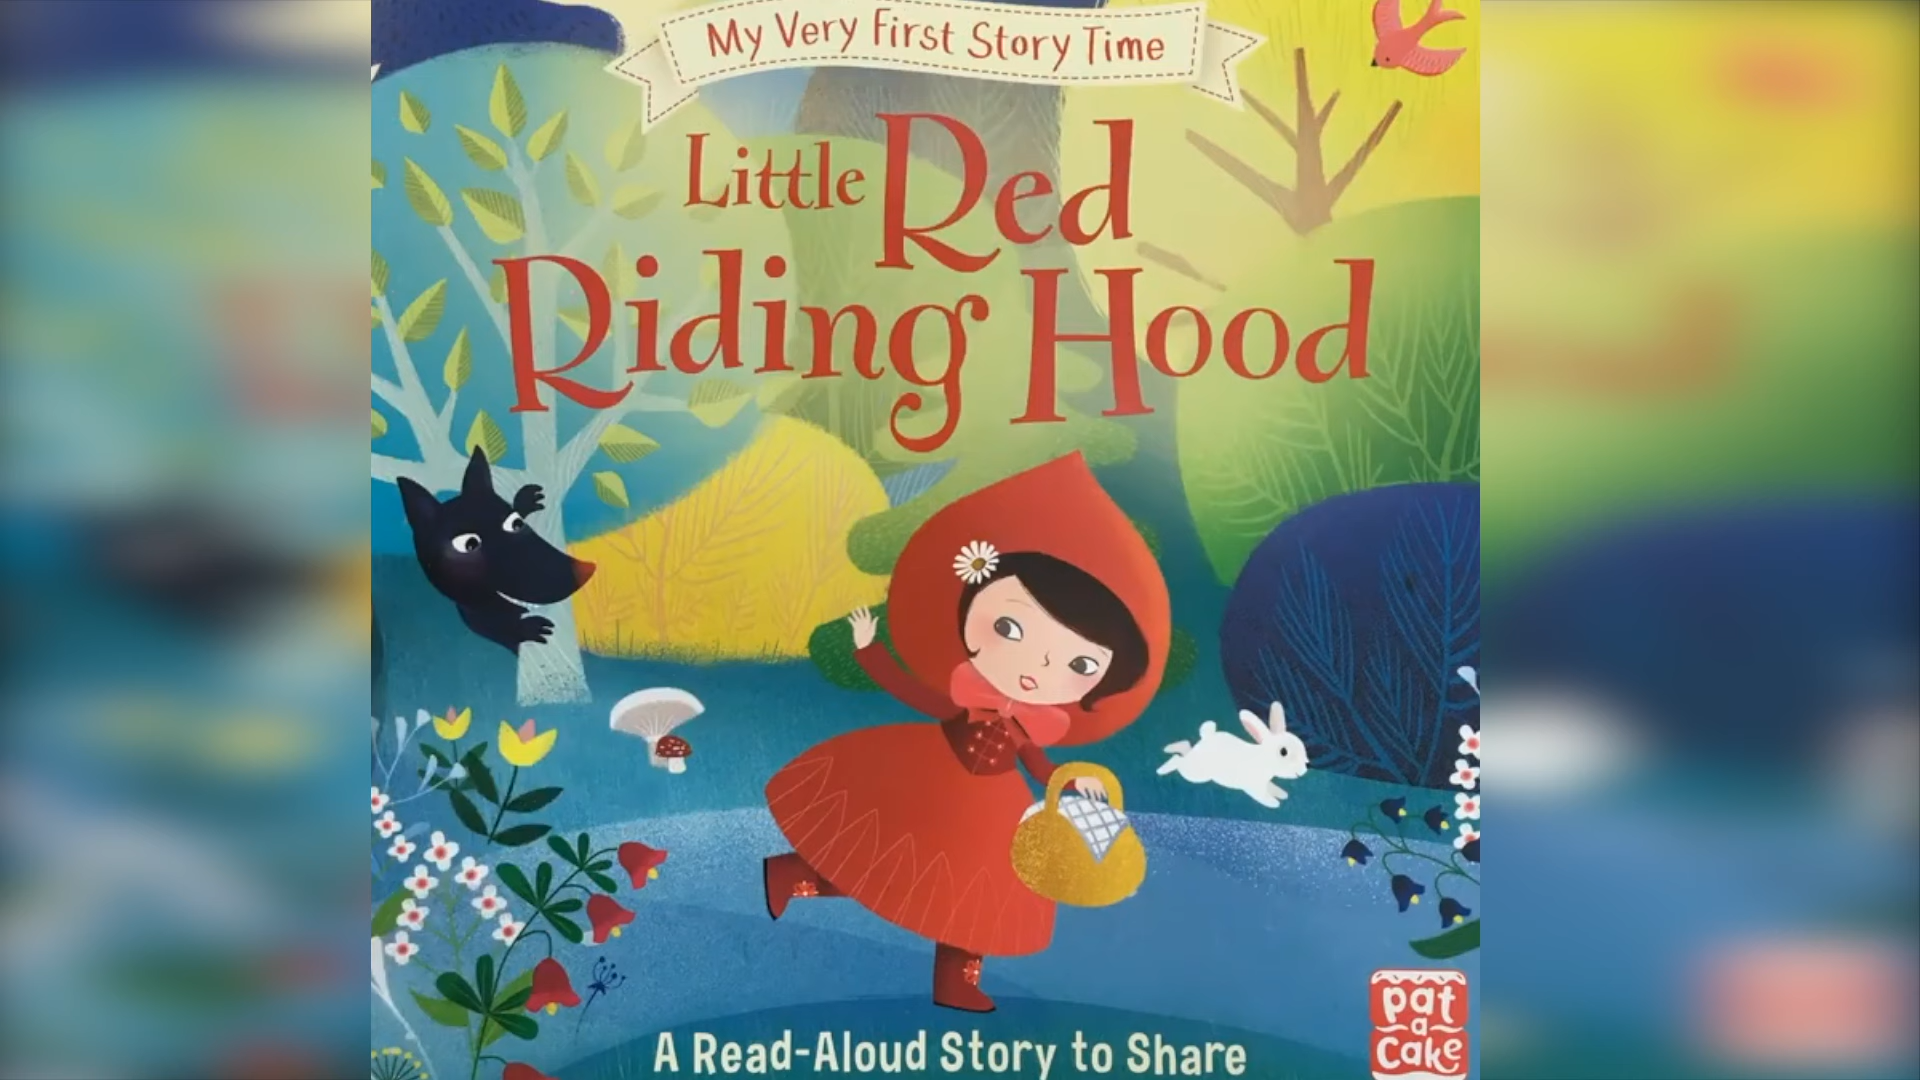 My Very First Story Time
Little Red
Riding Hood
A Read-Aloud Story to Share
pat
a
cake